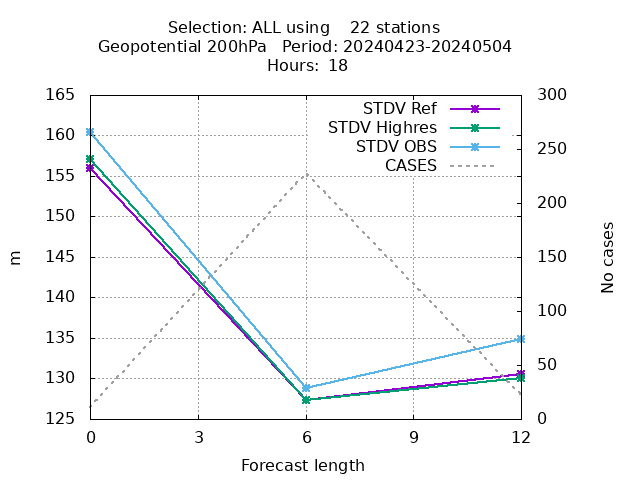 Selection: ALL using    22 stations
Geopotential 200hPa   Period: 20240423-20240504
Hours:  18
STDV Ref
STDV Highres
STDV OBS
CASES
165
160
155
150
145
140
135
130
125
m
300
250
200
150
100
50
0
No cases
0
3
6
9
12
Forecast length